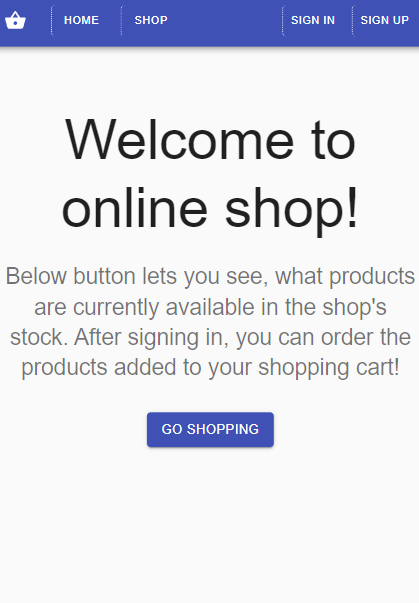 HOME SHOP SIGN IN SIGN UP
Welcome to
online shop!
Below button lets you see, what products
are currently available in the shop's
stock. After signing in, you can order the
products added to your shopping cart!
GO SHOPPING